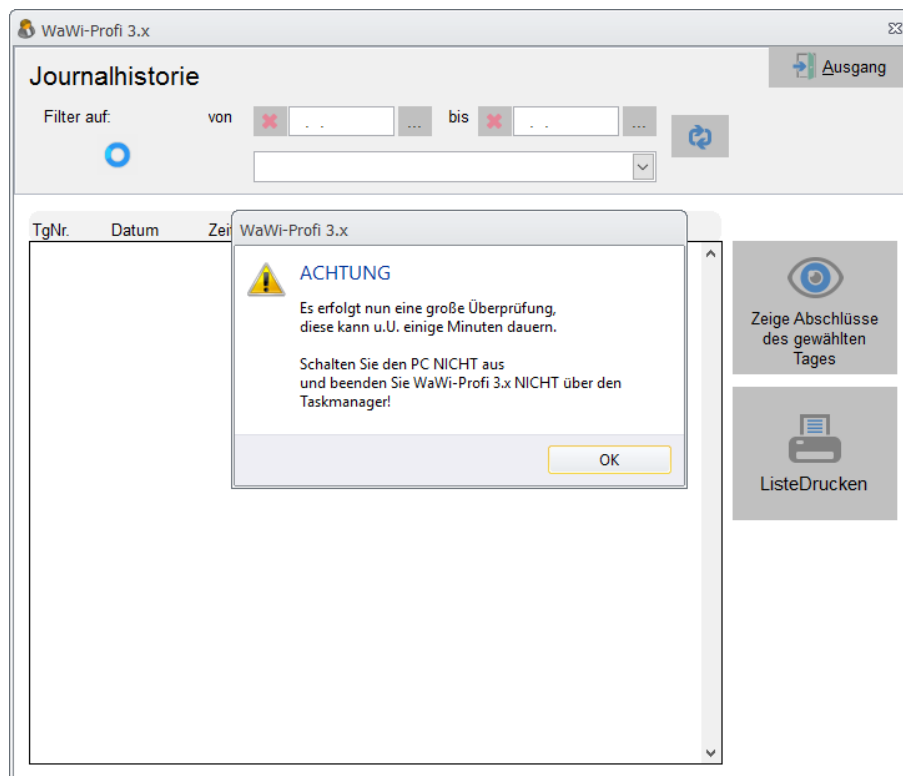 WaWi-Profi 3.x
Journalhistorie
Ausgang
Filter auf:
von
. .
...
bis
. .
...
TgNr.
Datum
Zei
WaWi-Profi 3.x
ACHTUNG
Es erfolgt nun eine große Überprüfung,
diese kann u.U. einige Minuten dauern.
Schalten Sie den PC NICHT aus
und beenden Sie WaWi-Profi 3.x NICHT über den
Taskmanager!
OK
Zeige Abschlüsse
des gewählten
Tages
ListeDrucken